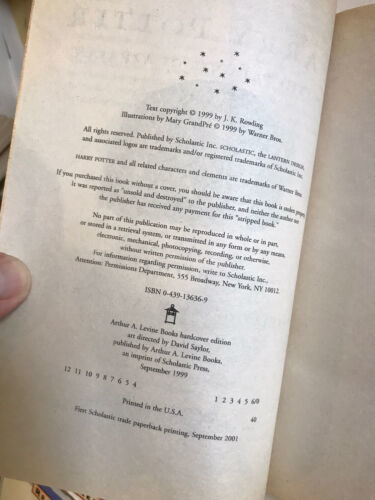 Text copyright © 1999 by J. K. Rowling
Illustrations by Mary GrandPré © 1999 by Warner Bros.
All rights reserved. Published by Scholastic Inc. SCHOLASTIC, the LANTERN DESIGN,
and associated logos are trademarks and/or registered trademarks of Scholastic Inc.
HARRY POTTER and all related characters and elements are trademarks of Warner Bros.
If you purchased this book without a cover, you should be aware that this book is stolen property.
It was reported as "unsold and destroyed" to the publisher, and neither the author nor
the publisher has received any payment for this "stripped book."
No part of this publication may be reproduced in whole or in part,
or stored in a retrieval system, or transmitted in any form or by any means,
electronic, mechanical, photocopying, recording, or otherwise,
without written permission of the publisher.
For information regarding permission, write to Scholastic Inc.,
Attention: Permissions Department, 555 Broadway, New York, NY 10012.
ISBN 0-439-13636-9
Arthur A. Levine Books hardcover edition
art directed by David Saylor,
published by Arthur A. Levine Books,
an imprint of Scholastic Press,
September 1999
12 11 10 9 8 7 6 5 4 1 2 3 4 5 6/0
Printed in the U.S.A. 40
First Scholastic trade paperback printing, September 2001